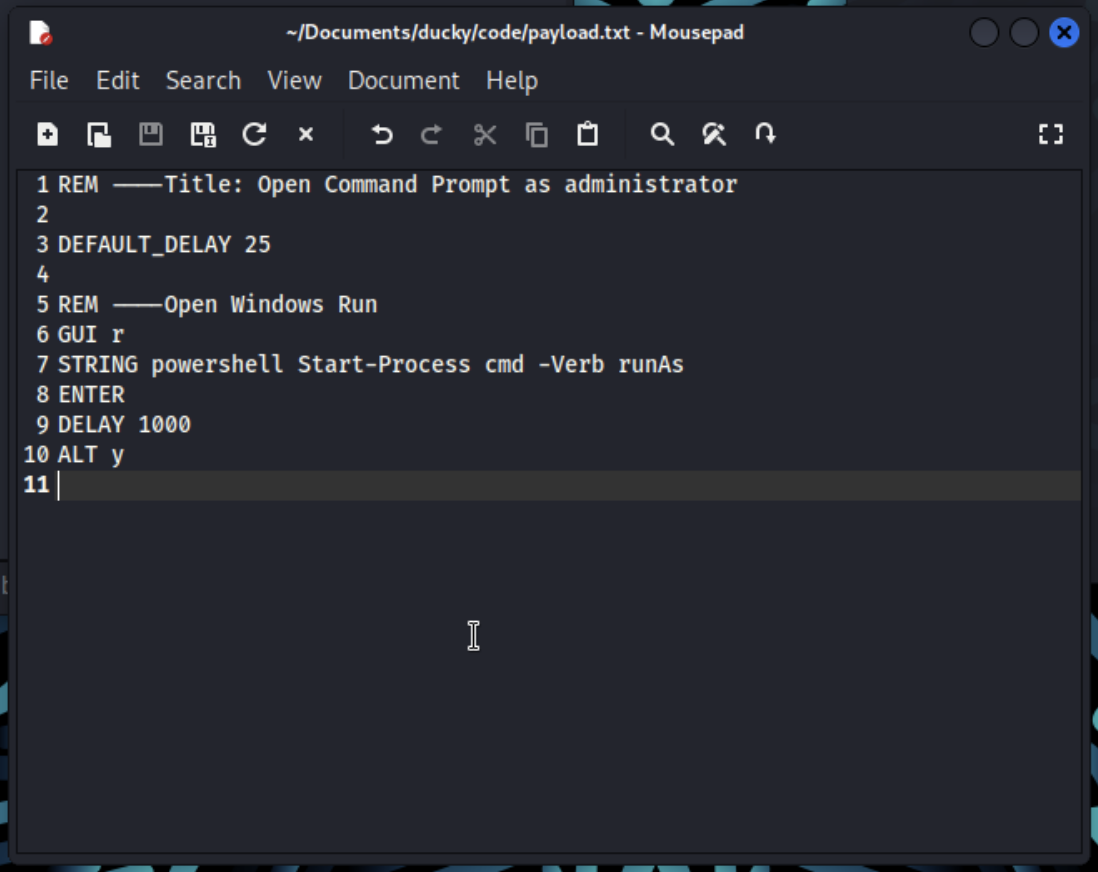 ~/Documents/ducky/code/payload.txt - Mousepad
File Edit Search View Document Help
1 REM ----Title: Open Command Prompt as administrator
2
3 DEFAULT_DELAY 25
4
5 REM ----Open Windows Run
6 GUI r
7 STRING powershell Start-Process cmd -Verb runAs
8 ENTER
9 DELAY 1000
10 ALT y
11